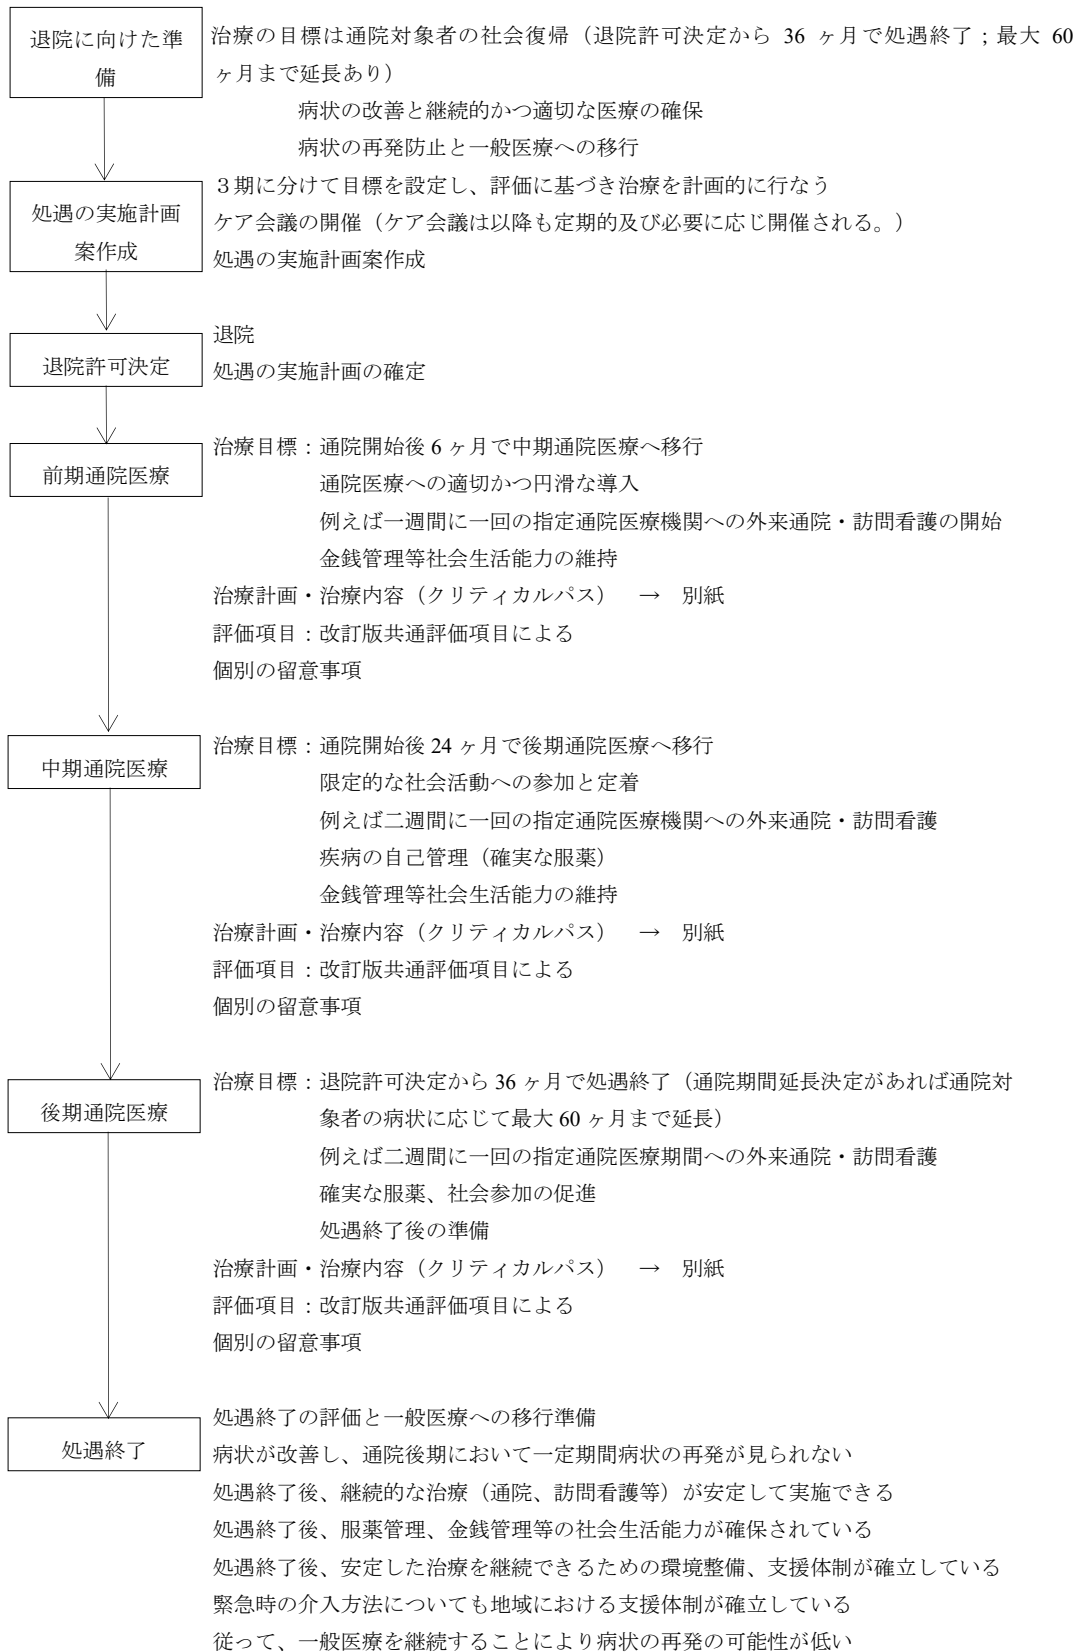 退院に向けた準
備
治療の目標は通院対象者の社会復帰（退院許可決定から 36 ヶ月で処遇終了；最大 60
ヶ月まで延長あり）
病状の改善と継続的かつ適切な医療の確保
病状の再発防止と一般医療への移行
処遇の実施計画
案作成
３期に分けて目標を設定し、評価に基づき治療を計画的に行なう
ケア会議の開催（ケア会議は以降も定期的及び必要に応じ開催される。）
処遇の実施計画案作成
退院許可決定
退院
処遇の実施計画の確定
前期通院医療
治療目標：通院開始後 6 ヶ月で中期通院医療へ移行
通院医療への適切かつ円滑な導入
例えば一週間に一回の指定通院医療機関への外来通院・訪問看護の開始
金銭管理等社会生活能力の維持
治療計画・治療内容（クリティカルパス）　→　別紙
評価項目：改訂版共通評価項目による
個別の留意事項
中期通院医療
治療目標：通院開始後 24 ヶ月で後期通院医療へ移行
限定的な社会活動への参加と定着
例えば二週間に一回の指定通院医療機関への外来通院・訪問看護
疾病の自己管理（確実な服薬）
金銭管理等社会生活能力の維持
治療計画・治療内容（クリティカルパス）　→　別紙
評価項目：改訂版共通評価項目による
個別の留意事項
後期通院医療
治療目標：退院許可決定から 36 ヶ月で処遇終了（通院期間延長決定があれば通院対
象者の病状に応じて最大 60 ヶ月まで延長）
例えば二週間に一回の指定通院医療期間への外来通院・訪問看護
確実な服薬、社会参加の促進
処遇終了後の準備
治療計画・治療内容（クリティカルパス）　→　別紙
評価項目：改訂版共通評価項目による
個別の留意事項
処遇終了
処遇終了の評価と一般医療への移行準備
病状が改善し、通院後期において一定期間病状の再発が見られない
処遇終了後、継続的な治療（通院、訪問看護等）が安定して実施できる
処遇終了後、服薬管理、金銭管理等の社会生活能力が確保されている
処遇終了後、安定した治療を継続できるための環境整備、支援体制が確立している
緊急時の介入方法についても地域における支援体制が確立している
従って、一般医療を継続することにより病状の再発の可能性が低い